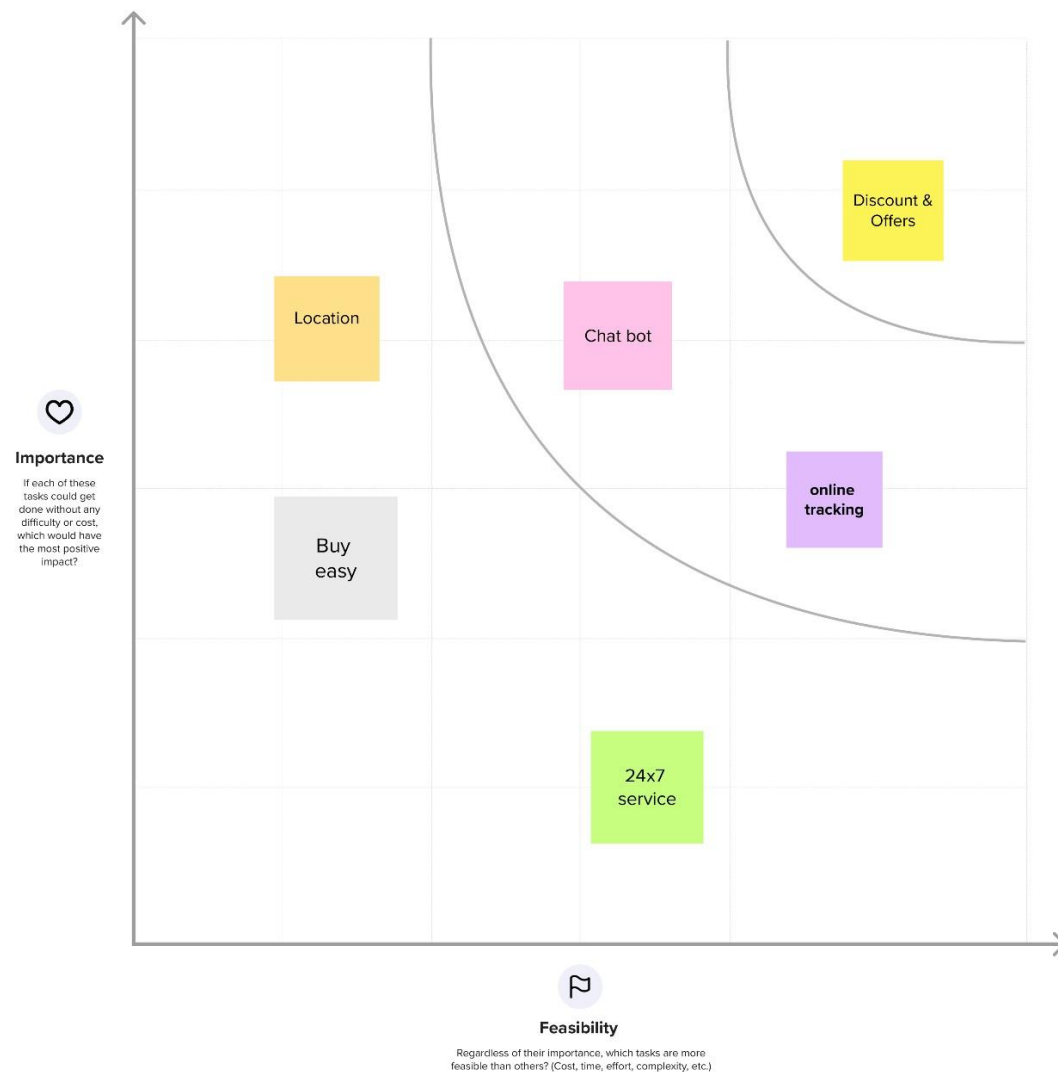 Discount &
Offers
Location
Chat bot
online
tracking
Buy
easy
24x7
service
Importance
If each of these
tasks could get
done without any
difficulty or cost,
which would have
the most positive
impact?
Feasibility
Regardless of their importance, which tasks are more
feasible than others? (Cost, time, effort, complexity, etc.)